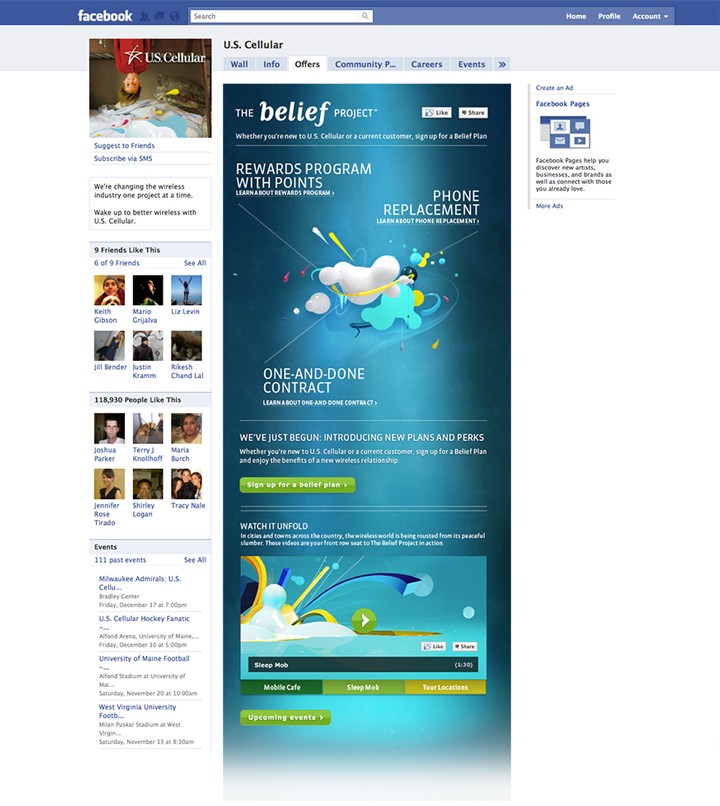 facebook
Search
Home Profile Account
U.S. Cellular
U.S. Cellular
Wall Info Offers Community P... Careers Events »
Suggest to Friends
Subscribe via SMS
We're changing the wireless
industry one project at a time.
Wake up to better wireless with
U.S. Cellular.
9 Friends Like This
6 of 9 Friends See All
Keith
Gibson
Mario
Grijalva
Liz Levin
Jill Bender
Justin
Kramm
Rikesh
Chand Lal
118,930 People Like This
Joshua
Parker
Terry J
Knollhoff
Maria
Burch
Jennifer
Rose
Tirado
Shirley
Logan
Tracy Nale
Events
111 past events See All
Milwaukee Admirals: U.S.
Cellu...
Bradley Center
Friday, December 17 at 7:00pm
U.S. Cellular Hockey Fanatic
~...
Alfond Arena, University of Maine,...
Friday, December 10 at 5:00pm
University of Maine Football
~...
Alfond Stadium at University of
Mai...
Saturday, November 20 at 10:00am
West Virginia University
Footb...
Milan Puskar Stadium at West
Virgin...
Saturday, November 13 at 8:30am
THE belief PROJECT™
Like Share
Whether you're new to U.S. Cellular or a current customer, sign up for a Belief Plan
REWARDS PROGRAM
WITH POINTS
LEARN ABOUT REWARDS PROGRAM ›
PHONE
REPLACEMENT
LEARN ABOUT PHONE REPLACEMENT ›
ONE-AND-DONE
CONTRACT
LEARN ABOUT ONE-AND-DONE CONTRACT ›
WE'VE JUST BEGUN: INTRODUCING NEW PLANS AND PERKS
Whether you're new to U.S. Cellular or a current customer, sign up for a Belief Plan
and enjoy the benefits of a new wireless relationship.
Sign up for a belief plan ›
WATCH IT UNFOLD
In cities and towns across the country, the wireless world is being rousted from its peaceful
slumber. These videos are your front row seat to The Belief Project in action.
Like Share
Sleep Mob (1:30)
Mobile Cafe Sleep Mob Tour Locations
Upcoming events ›
Create an Ad
Facebook Pages
Facebook Pages help you
discover new artists,
businesses, and brands as
well as connect with those
you already love.
More Ads